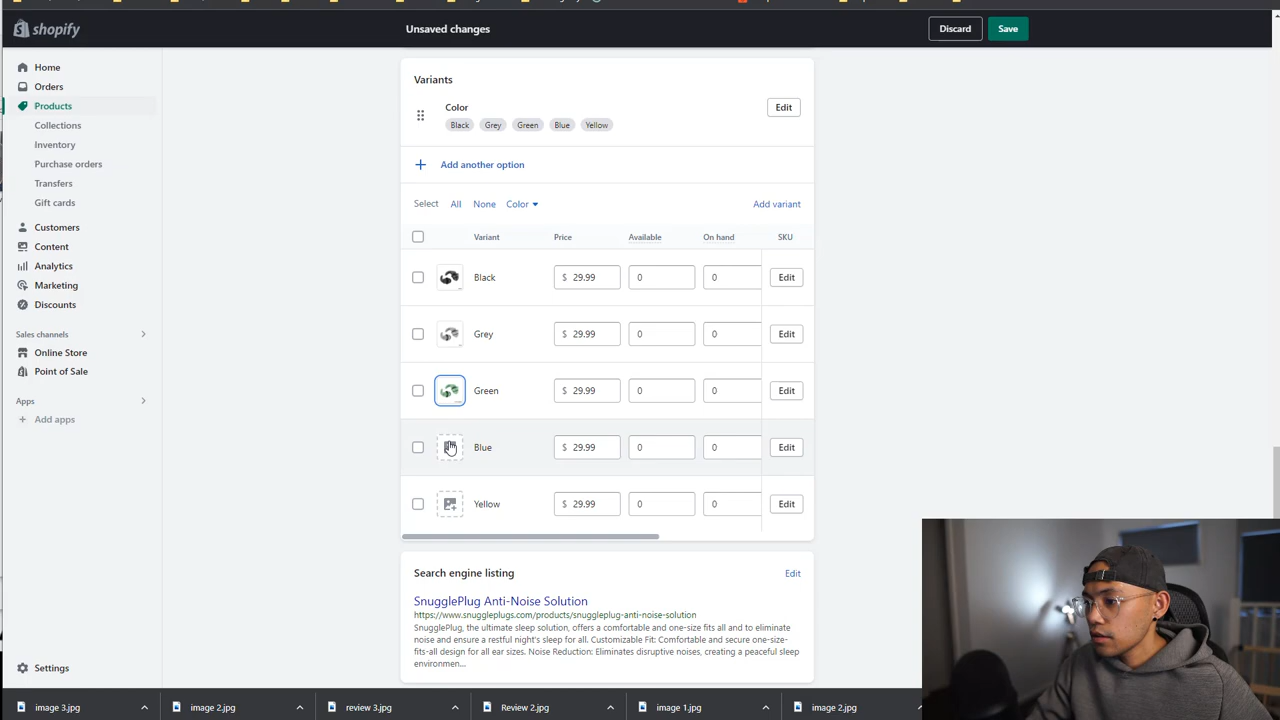 shopify
Unsaved changes
Discard
Save
Home
Orders
Products
Collections
Inventory
Purchase orders
Transfers
Gift cards
Customers
Content
Analytics
Marketing
Discounts
Sales channels
Online Store
Point of Sale
Apps
Add apps
Settings
Variants
Color
Edit
Black Grey Green Blue Yellow
Add another option
Select All None Color
Add variant
Variant Price Available On hand SKU
Black $ 29.99 0 0 Edit
Grey $ 29.99 0 0 Edit
Green $ 29.99 0 0 Edit
Blue $ 29.99 0 0 Edit
Yellow $ 29.99 0 0 Edit
Search engine listing
Edit
SnugglePlug Anti-Noise Solution
https://www.snuggleplugs.com/products/snuggleplug-anti-noise-solution
SnugglePlug, the ultimate sleep solution, offers a comfortable and one-size fits all and to eliminate
noise and ensure a restful night's sleep for all. Customizable Fit: Comfortable and secure one-size-
fits-all design for all ear sizes. Noise Reduction: Eliminates disruptive noises, creating a peaceful sleep
environmen...
image 3.jpg
image 2.jpg
review 3.jpg
Review 2.jpg
image 1.jpg
image 2.jpg